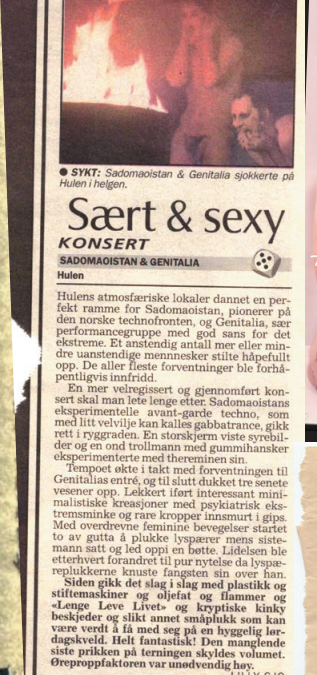 ● SYKT: Sadomaoistan & Genitalia sjokkerte på
Hulen i helgen.
Sært & sexy
KONSERT
SADOMAOISTAN & GENITALIA
Hulen
Hulens atmosfæriske lokaler dannet en per-
fekt ramme for Sadomaoistan, pionerer på
den norske technofronten, og Genitalia, sær
performancegruppe med god sans for det
ekstreme. Et anstendig antall mer eller min-
dre uanstendige mennnesker stilte håpefullt
opp. De aller fleste forventninger ble forhå-
pentligvis innfridd.
En mer velregissert og gjennomført kon-
sert skal man lete lenge etter. Sadomaoistans
eksperimentelle avant-garde techno, som
med litt velvilje kan kalles gabbatrance, gikk
rett i ryggraden. En storskjerm viste syrebil-
der og en ond trollmann med gummihansker
eksperimenterte med thereminen sin.
Tempoet økte i takt med forventningen til
Genitalias entré, og til slutt dukket tre senete
vesener opp. Lekkert iført interessant mini-
malistiske kreasjoner med psykiatrisk eks-
tremsminke og rare kropper innsmurt i gips.
Med overdrevne feminine bevegelser startet
to av gutta å plukke lyspærer mens siste-
mann satt og led oppi en bøtte. Lidelsen ble
etterhvert forandret til pur nytelse da lyspæ-
replukkerne knuste fangsten sin over han.
Siden gikk det slag i slag med plastikk og
stiftemaskiner og oljefat og flammer og
«Lenge Leve Livet» og kryptiske kinky
beskjeder og slikt annet småplukk som kan
være verdt å få med seg på en hyggelig lør-
dagskveld. Helt fantastisk! Den manglende
siste prikken på terningen skyldes volumet.
Øreproppfaktoren var unødvendig høy.